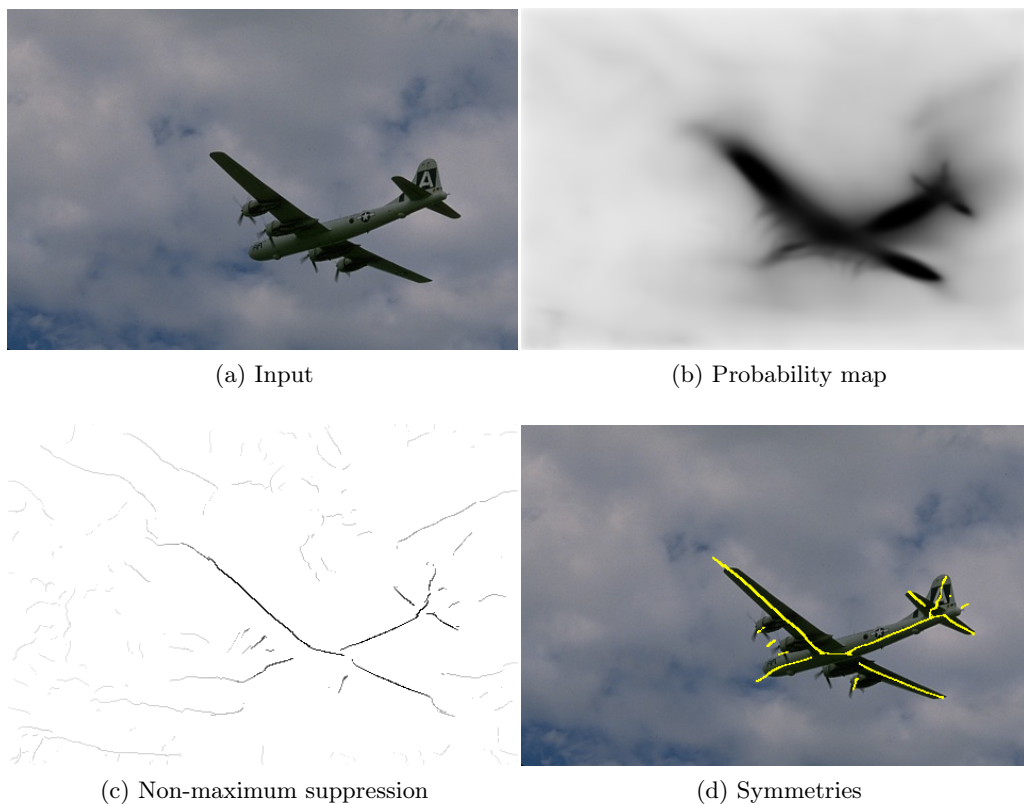 A
(a) Input
(b) Probability map
(c) Non-maximum suppression
(d) Symmetries